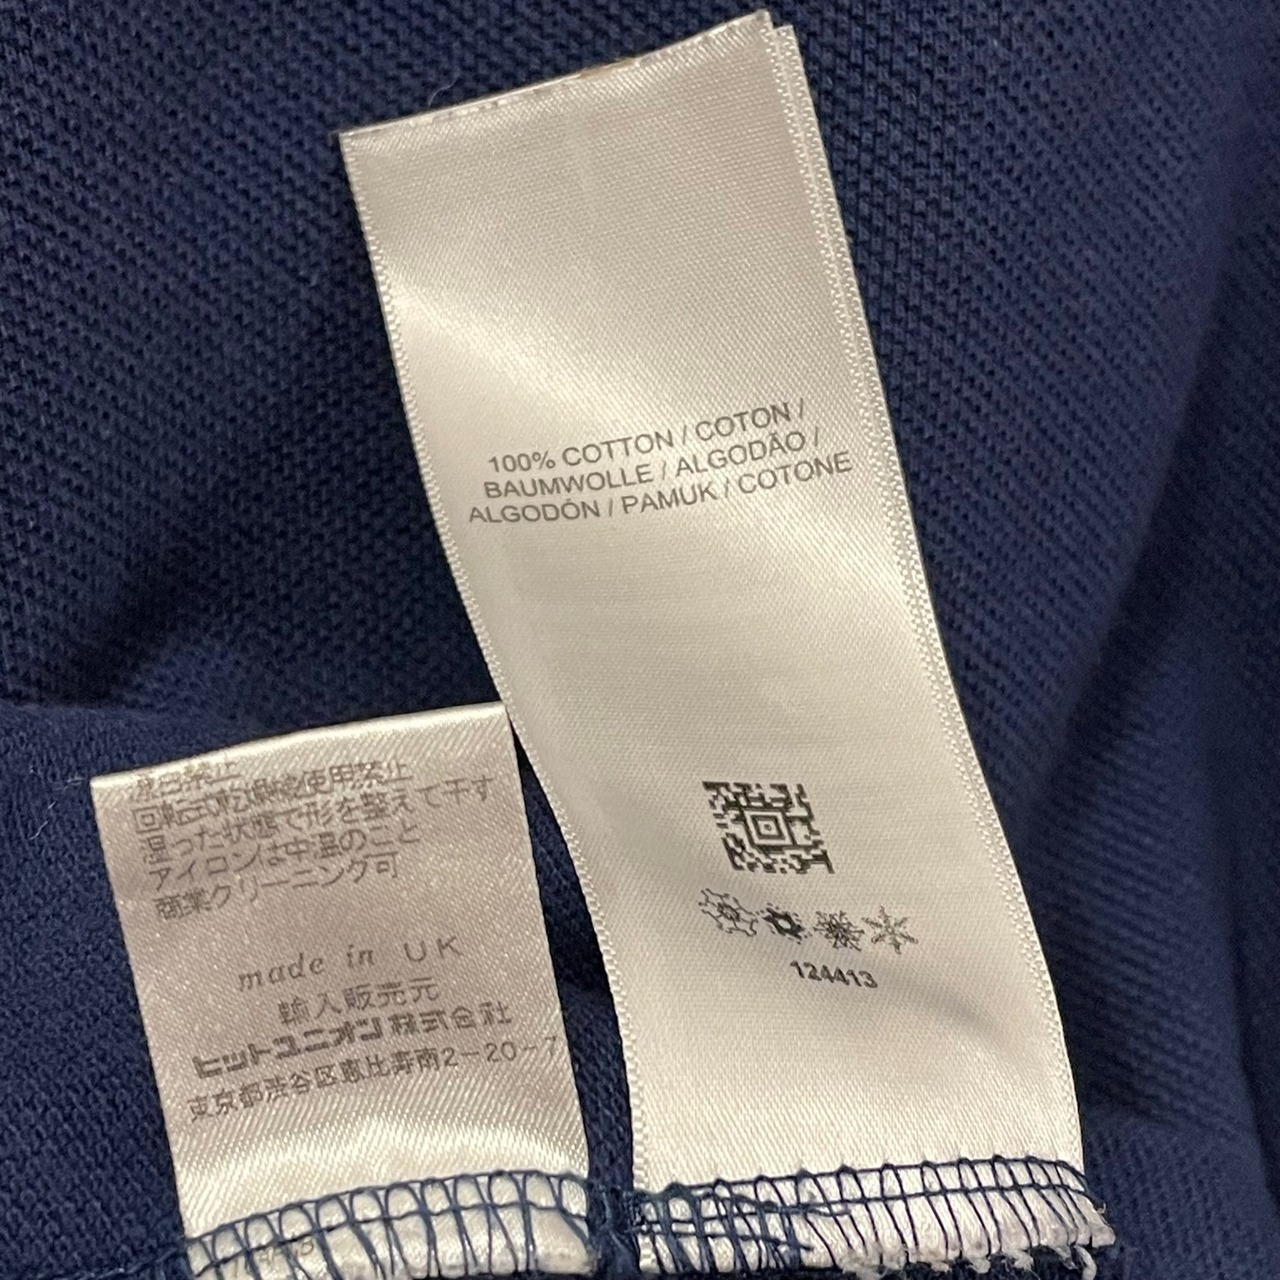 100% COTTON / COTON /
BAUMWOLLE / ALGODÃO /
ALGODÓN / PAMUK / COTONE
124413
漂白禁止
回転式乾燥機使用禁止
湿った状態で形を整えて干す
アイロンは中温のこと
商業クリーニング可
made in UK
輸入販売元
ヒットユニオン株式会社
東京都渋谷区恵比寿南2-20-7